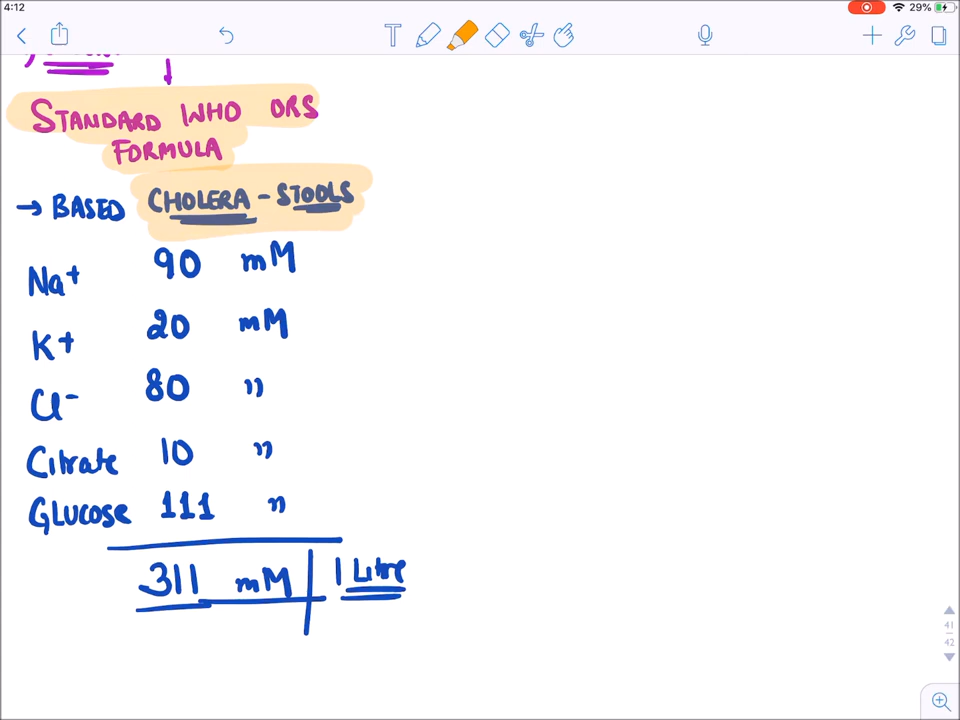 4:12
29%
T
STANDARD WHO ORS
FORMULA
→ BASED CHOLERA - STOOLS
Na+ 90 mM
K+ 20 mM
Cl- 80 "
Citrate 10 "
GLUCOSE 111 "
311 mM | 1 Litre
41
42